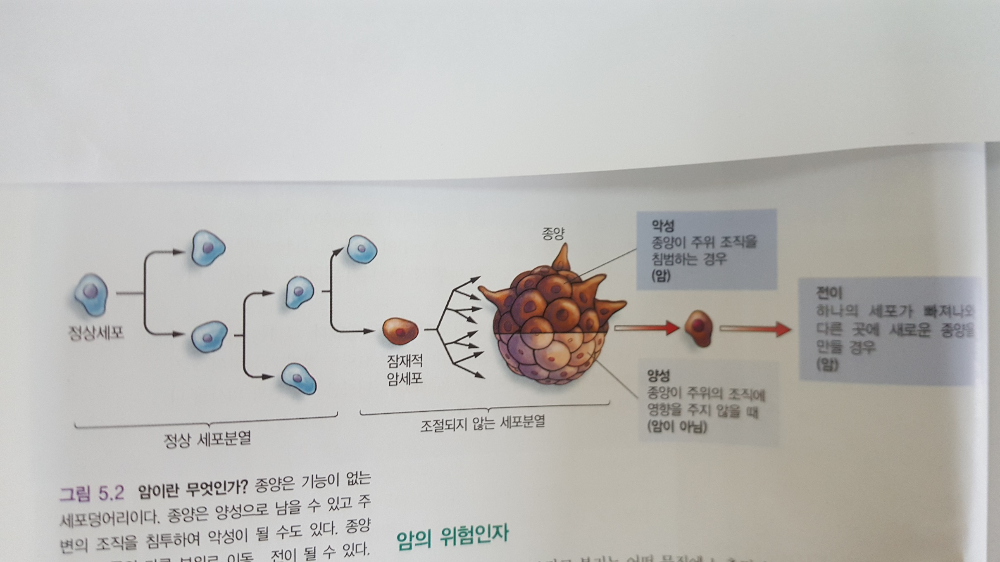 종양
악성
종양이 주위 조직을
침범하는 경우
(암)
정상세포
잠재적
암세포
전이
하나의 세포가 빠져나와
다른 곳에 새로운 종양을
만들 경우
(암)
양성
종양이 주위의 조직에
영향을 주지 않을 때
(암이 아님)
정상 세포분열
조절되지 않는 세포분열
그림 5.2 암이란 무엇인가? 종양은 기능이 없는
세포덩어리이다. 종양은 양성으로 남을 수 있고 주
변의 조직을 침투하여 악성이 될 수도 있다. 종양
다른 부위로 이동 전이 될 수 있다.
암의 위험인자